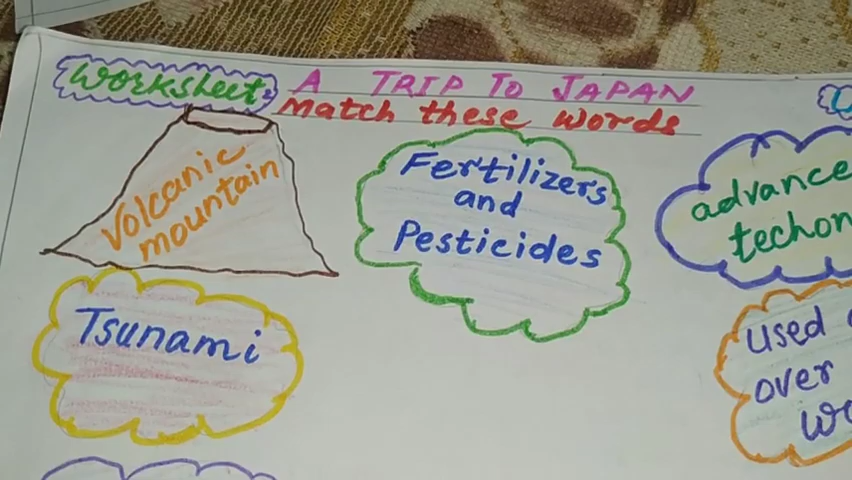 Worksheet
A TRIP TO JAPAN
Match these words
Volcanic
mountain
Fertilizers
and
Pesticides
advance
techon
Tsunami
used
over